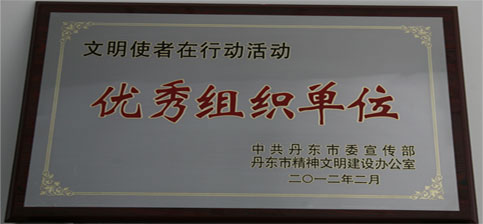 文明使者在行动活动
优秀组织单位
中共丹东市委宣传部
丹东市精神文明建设办公室
二〇一二年二月